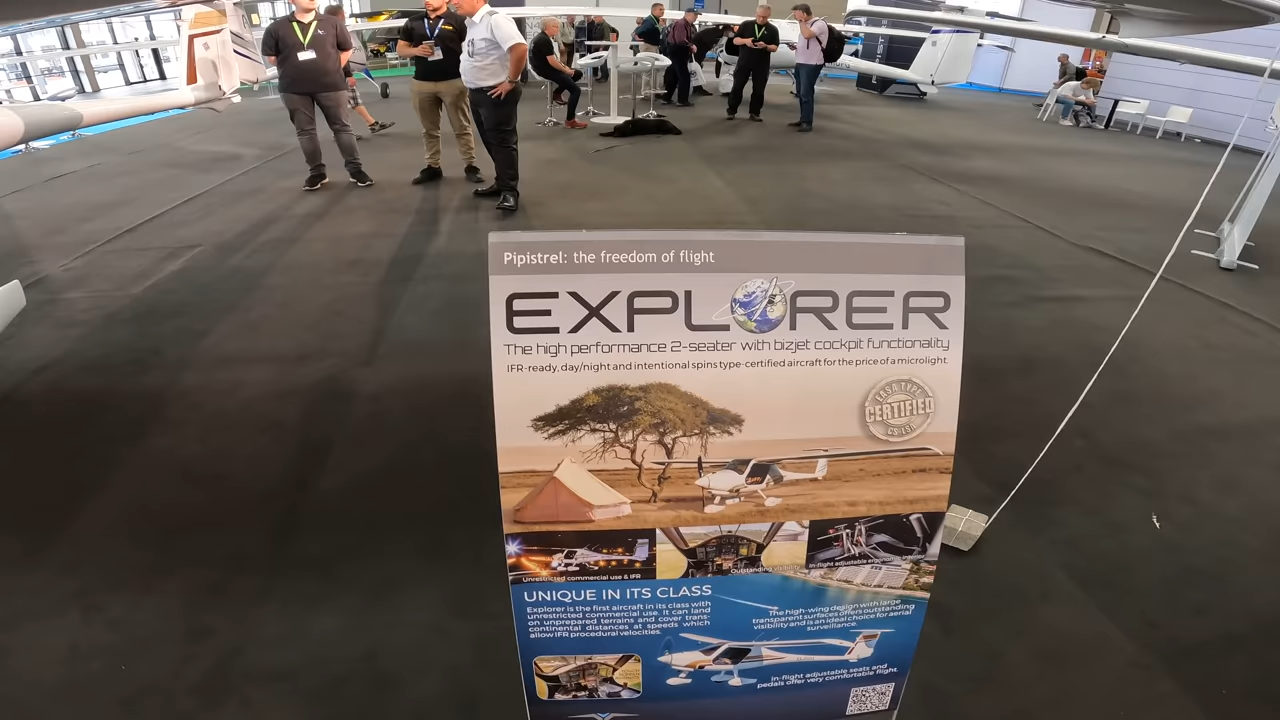 Pipistrel: the freedom of flight
EXPLORER
The high performance 2-seater with bizjet cockpit functionality
IFR-ready, day/night and intentional spins type-certified aircraft for the price of a microlight.
EASA TYPE
CERTIFIED
CS-LSA
Unrestricted commercial use & IFR
Outstanding visibility
In-flight adjustable ergonomic interior
UNIQUE IN ITS CLASS
Explorer is the first aircraft in its class with
unrestricted commercial use. It can land
on unprepared terrains and cover trans-
continental distances at speeds which
allow IFR procedural velocities.
The high-wing design with large
transparent surfaces offers outstanding
visibility and is an ideal choice for aerial
surveillance.
In-flight adjustable seats and
pedals offer very comfortable flight.